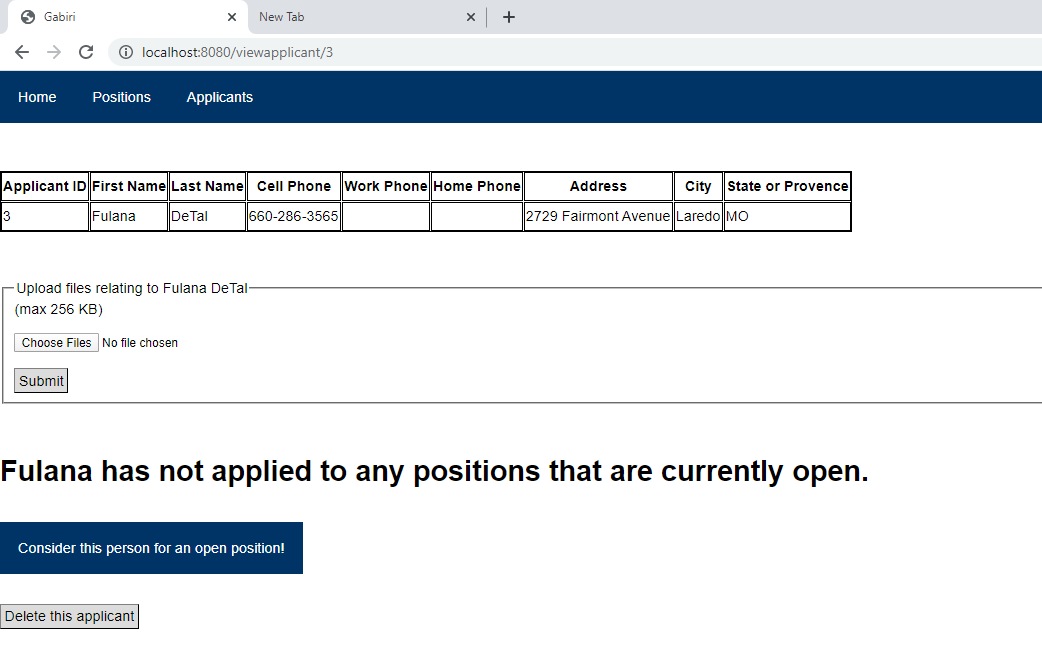 Gabiri
New Tab
localhost:8080/viewapplicant/3
Home Positions Applicants
Applicant ID First Name Last Name Cell Phone Work Phone Home Phone Address City State or Provence
3 Fulana DeTal 660-286-3565 2729 Fairmont Avenue Laredo MO
Upload files relating to Fulana DeTal
(max 256 KB)
Choose Files No file chosen
Submit
Fulana has not applied to any positions that are currently open.
Consider this person for an open position!
Delete this applicant